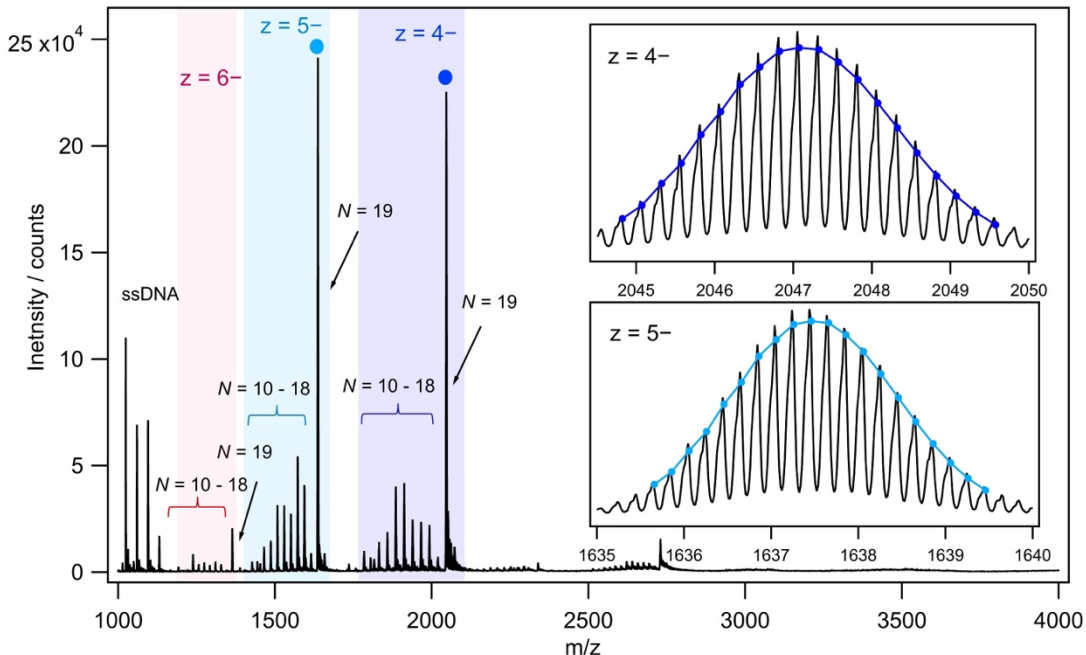 25 x10⁴
20
15
10
5
0
Inetnsity / counts
1000
1500
2000
2500
3000
3500
4000
m/z
z = 6−
z = 5−
z = 4−
ssDNA
N = 19
N = 19
N = 10 - 18
N = 10 - 18
N = 19
N = 10 - 18
z = 4−
2045
2046
2047
2048
2049
2050
z = 5−
1635
1636
1637
1638
1639
1640